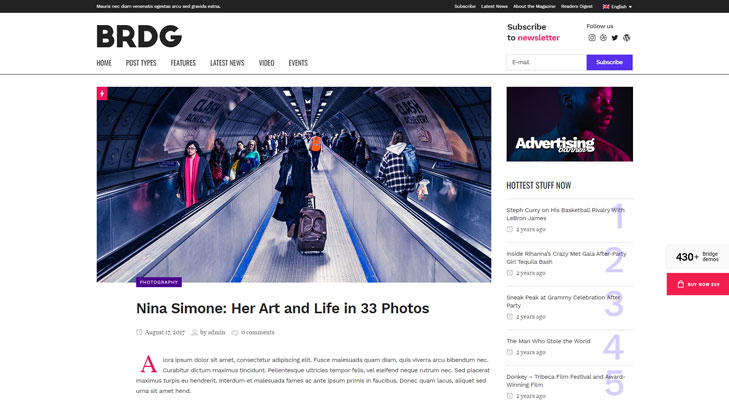 Mauris nec diam venenatis egestas arcu sed gravida estna.
Subscribe Latest News About the Magazine Readers Digest English
BRDG
Subscribe
to newsletter
Follow us
HOME POST TYPES FEATURES LATEST NEWS VIDEO EVENTS
E-mail
Subscribe
CLASH
Advertising
banner
HOTTEST STUFF NOW
Steph Curry on His Basketball Rivalry With
LeBron James
1
2 years ago
Inside Rihanna's Crazy Met Gala After-Party
Girl Tequila Bash
2
2 years ago
430+ Bridge
demos
BUY NOW $59
Sneak Peak at Grammy Celebration After
Party
3
2 years ago
The Man Who Stole the World
4
2 years ago
Donkey – Tribeca Film Festival and Award-
Winning Film
5
2 years ago
PHOTOGRAPHY
Nina Simone: Her Art and Life in 33 Photos
August 17, 2017 by admin 0 comments
A lora ipsum dolor sit amet, consectetur adipiscing elit. Fusce malesuada quam diam, quis viverra arcu bibendum nec.
Curabitur dictum maximus tincidunt. Pellentesque ultricies tempor felis, vel eleifend neque rutrum nec. Sed placerat
maximus turpis eu hendrerit. Interdum et malesuada fames ac ante ipsum primis in faucibus. Donec quam lacus, aliquet sed
urna sit amet hend.